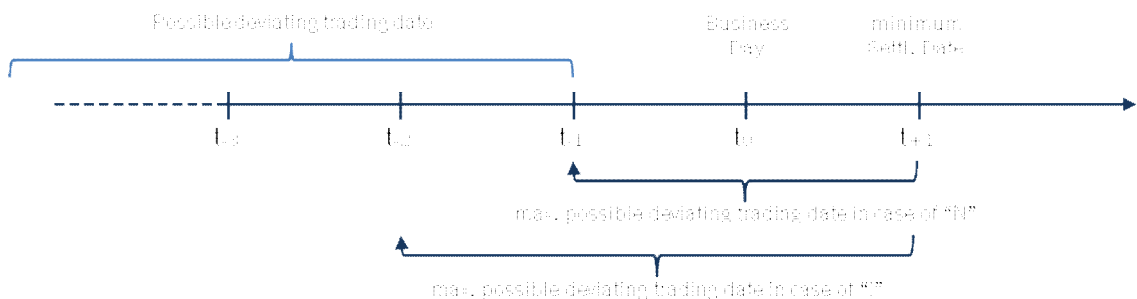 Possible deviating trading date
Business
Day
minimum
Settl. Date
t-3
t-2
t-1
t0
t+1
max. possible deviating trading date in case of “N”
max. possible deviating trading date in case of